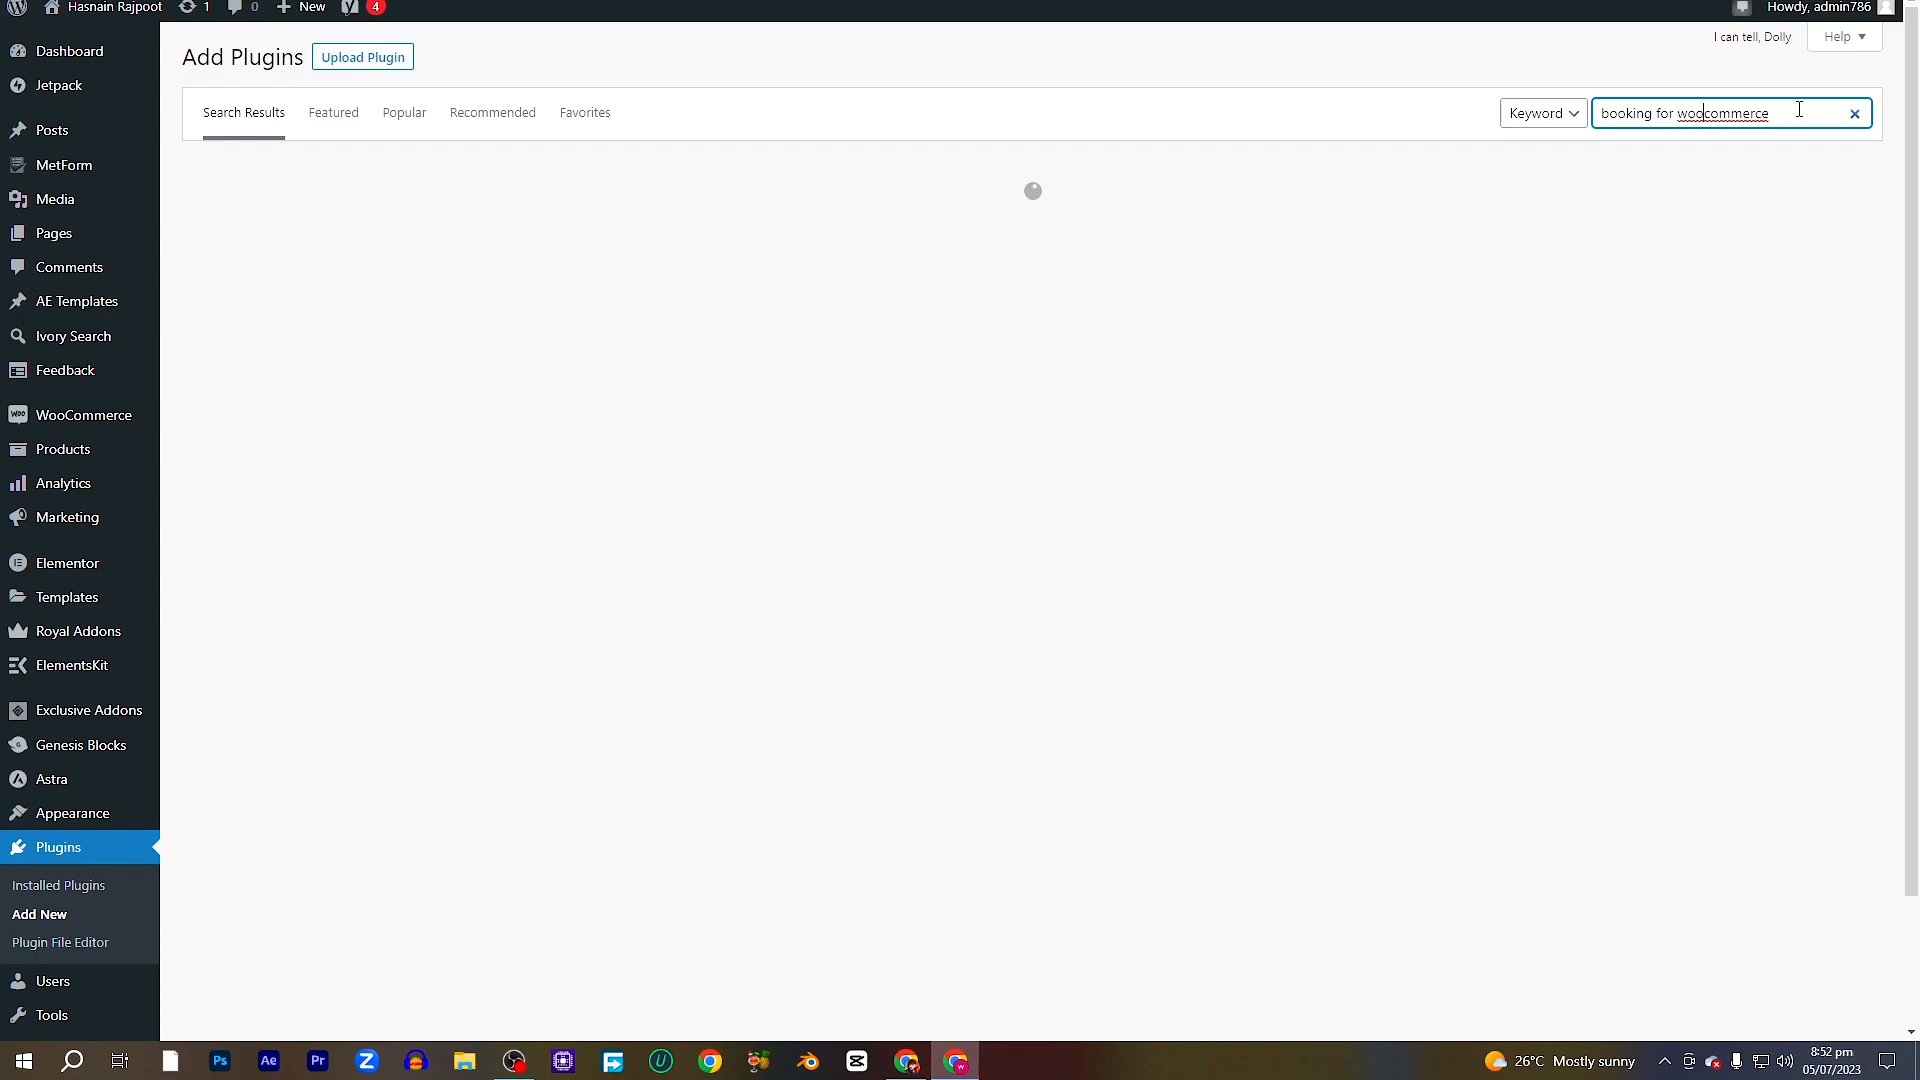 Hasnain Rajpoot 1 0 New 4 Howdy, admin786
I can tell, Dolly Help
Add Plugins Upload Plugin
Search Results Featured Popular Recommended Favorites Keyword booking for woocommerce
Dashboard
Jetpack
Posts
MetForm
Media
Pages
Comments
AE Templates
Ivory Search
Feedback
WooCommerce
Products
Analytics
Marketing
Elementor
Templates
Royal Addons
ElementsKit
Exclusive Addons
Genesis Blocks
Astra
Appearance
Plugins
Installed Plugins
Add New
Plugin File Editor
Users
Tools
Ps Ae Pr Z 26°C Mostly sunny 8:52 pm
05/07/2023